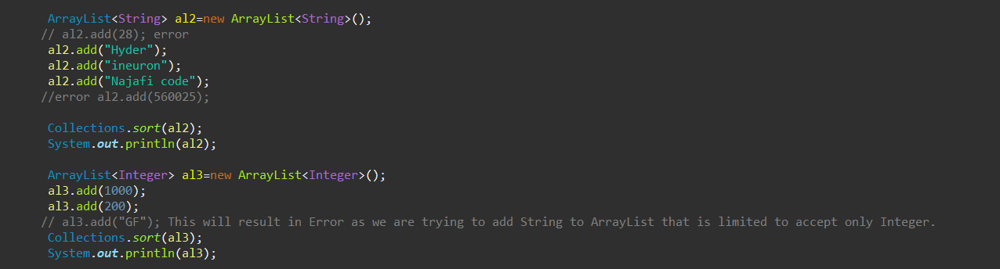 ArrayList<String> al2=new ArrayList<String>();
// al2.add(28); error
al2.add("Hyder");
al2.add("ineuron");
al2.add("Najafi code");
//error al2.add(560025);
Collections.sort(al2);
System.out.println(al2);
ArrayList<Integer> al3=new ArrayList<Integer>();
al3.add(1000);
al3.add(200);
// al3.add("GF"); This will result in Error as we are trying to add String to ArrayList that is limited to accept only Integer.
Collections.sort(al3);
System.out.println(al3);